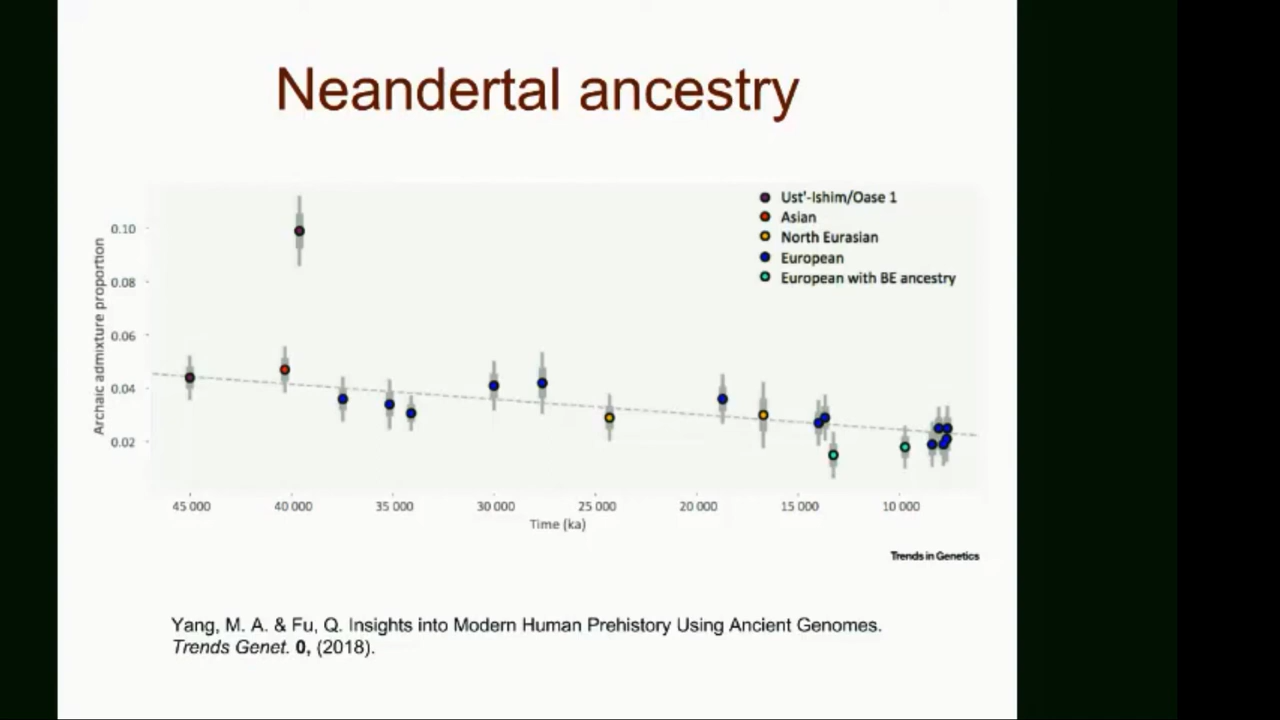 Neandertal ancestry
Ust'-Ishim/Oase 1
Asian
North Eurasian
European
European with BE ancestry
Archaic admixture proportion
0.10
0.08
0.06
0.04
0.02
45 000 40 000 35 000 30 000 25 000 20 000 15 000 10 000
Time (ka)
Trends in Genetics
Yang, M. A. & Fu, Q. Insights into Modern Human Prehistory Using Ancient Genomes.
Trends Genet. 0, (2018).